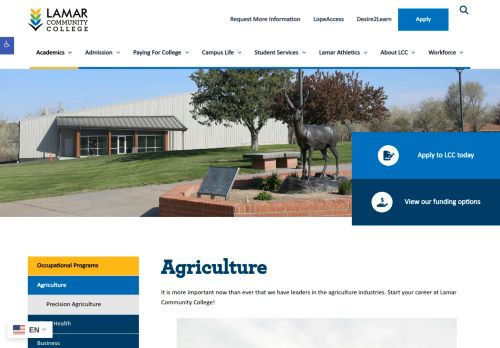 LAMAR
COMMUNITY
COLLEGE
Request More Information LopeAccess Desire2Learn Apply
Academics Admission Paying For College Campus Life Student Services Lamar Athletics About LCC Workforce
Apply to LCC today
View our funding options
Occupational Programs
Agriculture
Precision Agriculture
Health
Business
EN
Agriculture
It is more important now than ever that we have leaders in the agriculture industries. Start your career at Lamar
Community College!